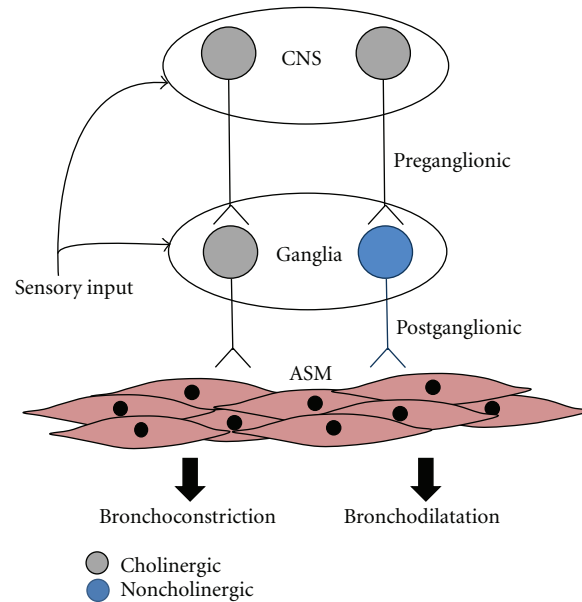 CNS
Preganglionic
Ganglia
Sensory input
Postganglionic
ASM
Bronchoconstriction
Bronchodilatation
Cholinergic
Noncholinergic